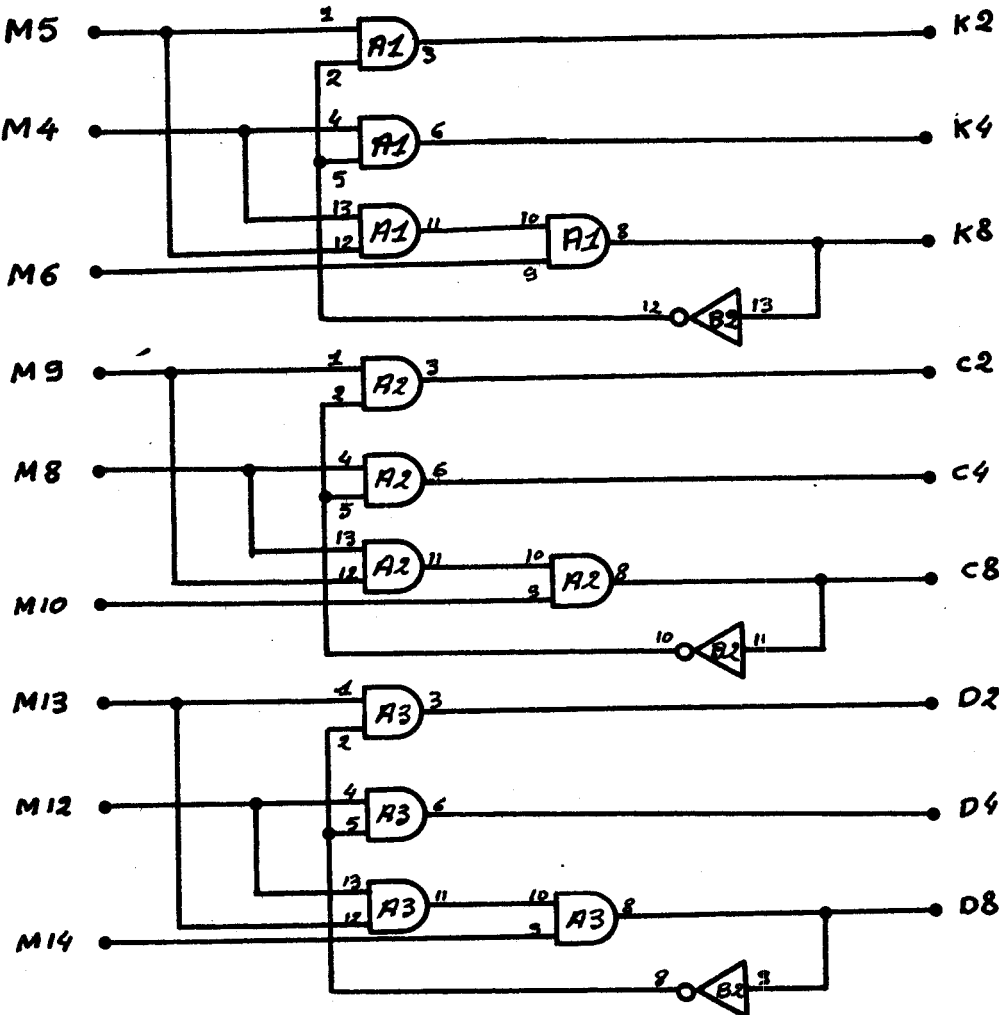 1
M5 A1 K2
3
2
M4 4 A1 6 K4
5
13 A1 11 10 A1 8 K8
12
M6 9
12 B2 13
M9 1 A2 3 C2
2
M8 4 A2 6 C4
5
13 A2 11 10 A2 8 C8
12
M10 9
10 B2 11
M13 1 A3 3 D2
2
M12 4 A3 6 D4
5
13 A3 11 10 A3 8 D8
12
M14 9
8 B2 9